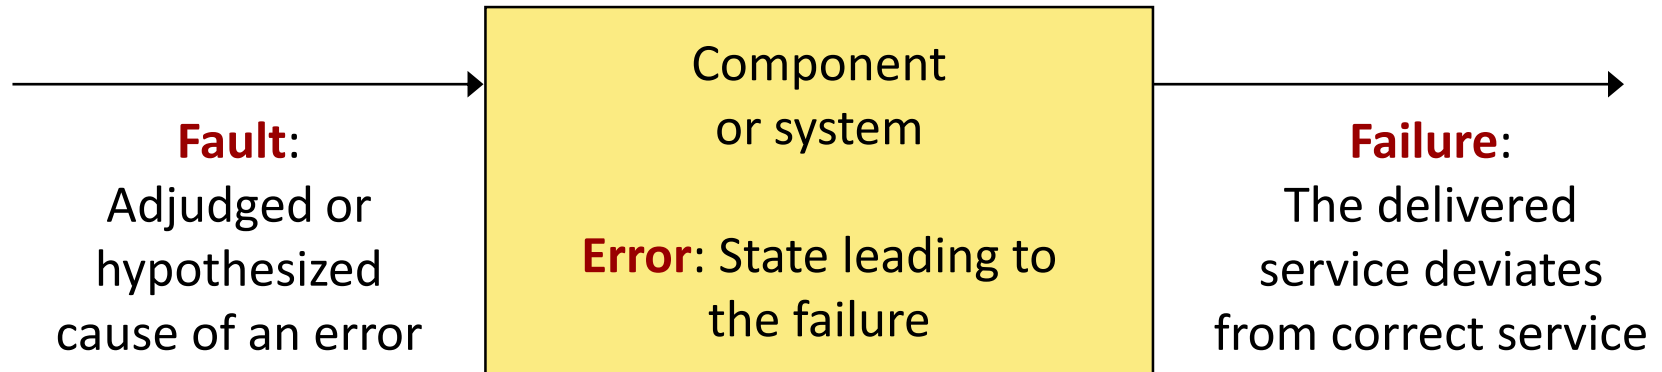 Fault:
Adjudged or
hypothesized
cause of an error
Component
or system
Error: State leading to
the failure
Failure:
The delivered
service deviates
from correct service